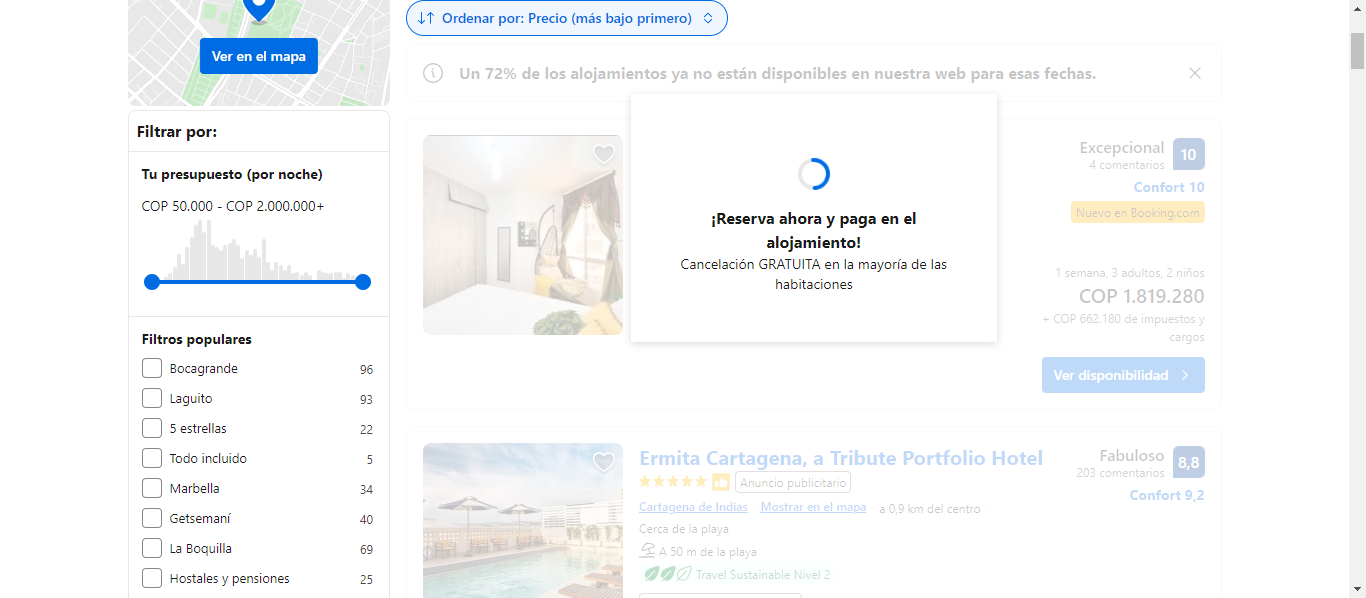 Ver en el mapa
Filtrar por:
Tu presupuesto (por noche)
COP 50.000 - COP 2.000.000+
Filtros populares
Bocagrande 96
Laguito 93
5 estrellas 22
Todo incluido 5
Marbella 34
Getsemaní 40
La Boquilla 69
Hostales y pensiones 25
Ordenar por: Precio (más bajo primero)
Un 72% de los alojamientos ya no están disponibles en nuestra web para esas fechas.
¡Reserva ahora y paga en el
alojamiento!
Cancelación GRATUITA en la mayoría de las
habitaciones
Excepcional 10
4 comentarios
Confort 10
Nuevo en Booking.com
1 semana, 3 adultos, 2 niños
COP 1.819.280
+ COP 662.180 de impuestos y
cargos
Ver disponibilidad
Ermita Cartagena, a Tribute Portfolio Hotel
Anuncio publicitario
Cartagena de Indias Mostrar en el mapa a 0,9 km del centro
Cerca de la playa
A 50 m de la playa
Travel Sustainable Nivel 2
Fabuloso 8,8
203 comentarios
Confort 9,2